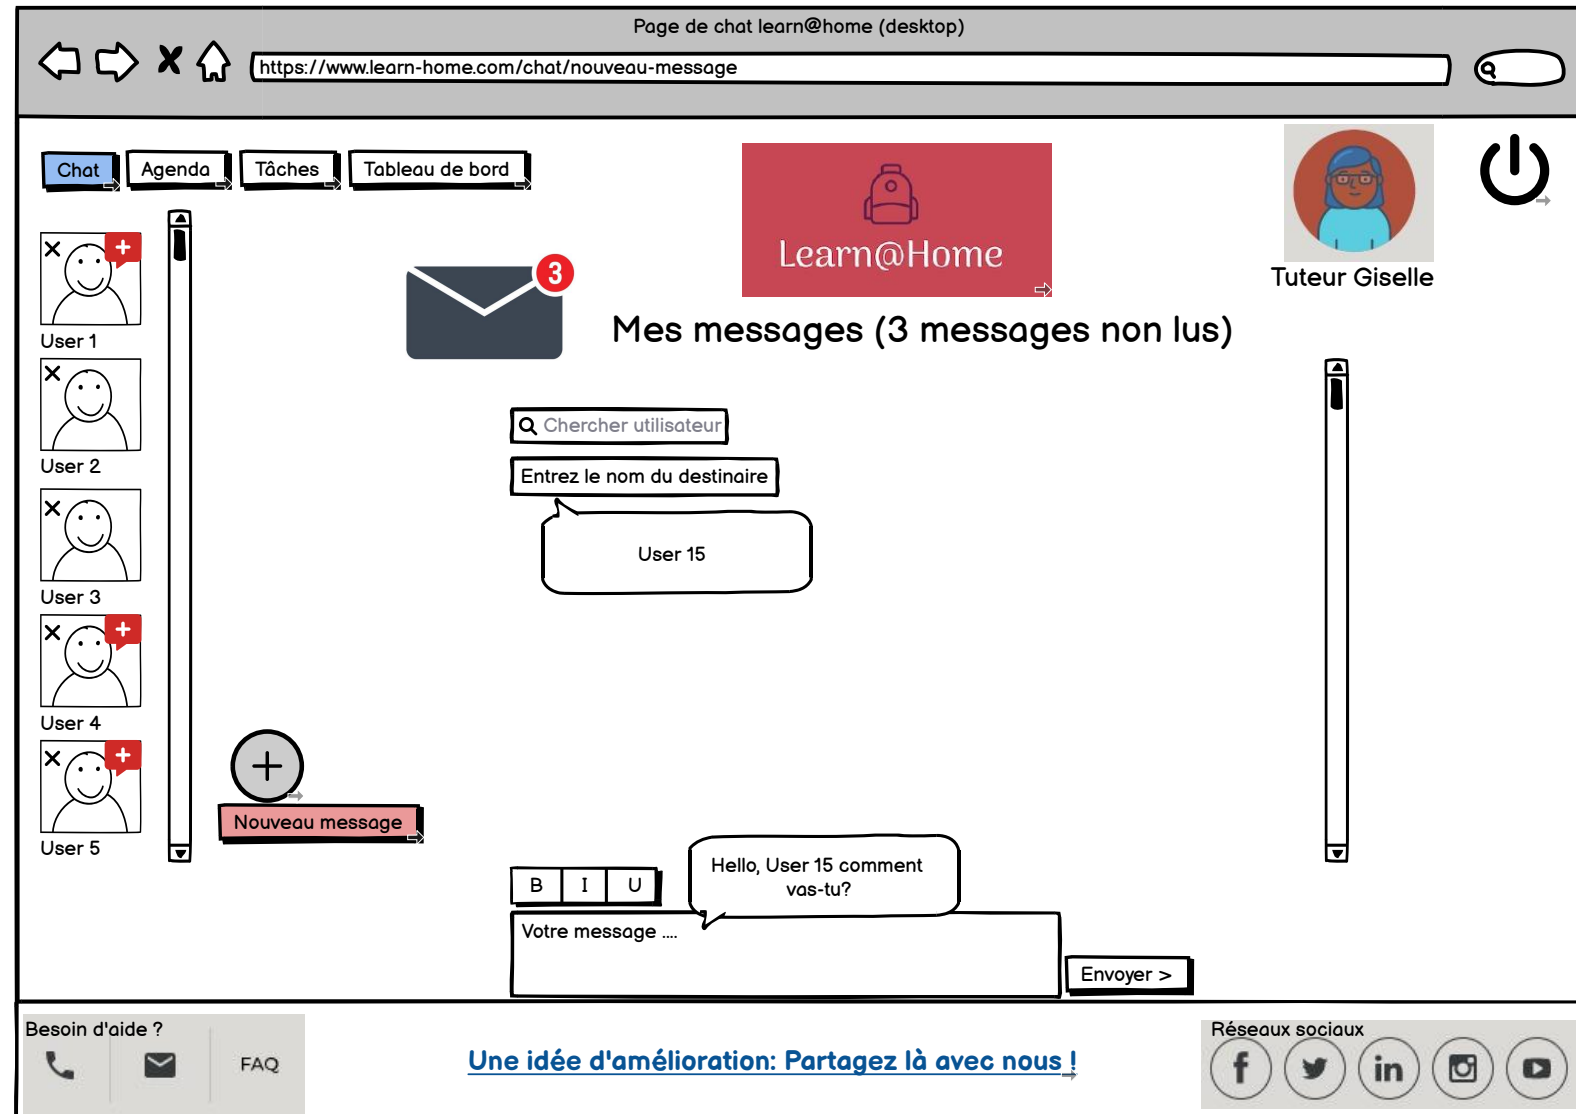 Page de chat learn@home (desktop)
https://www.learn-home.com/chat/nouveau-message
Chat
Agenda
Tâches
Tableau de bord
Learn@Home
Tuteur Giselle
3
Mes messages (3 messages non lus)
User 1
User 2
User 3
User 4
User 5
Chercher utilisateur
Entrez le nom du destinaire
User 15
Nouveau message
Hello, User 15 comment
vas-tu?
B I U
Votre message ....
Envoyer >
Besoin d'aide ?
FAQ
Une idée d'amélioration: Partagez là avec nous !
Réseaux sociaux